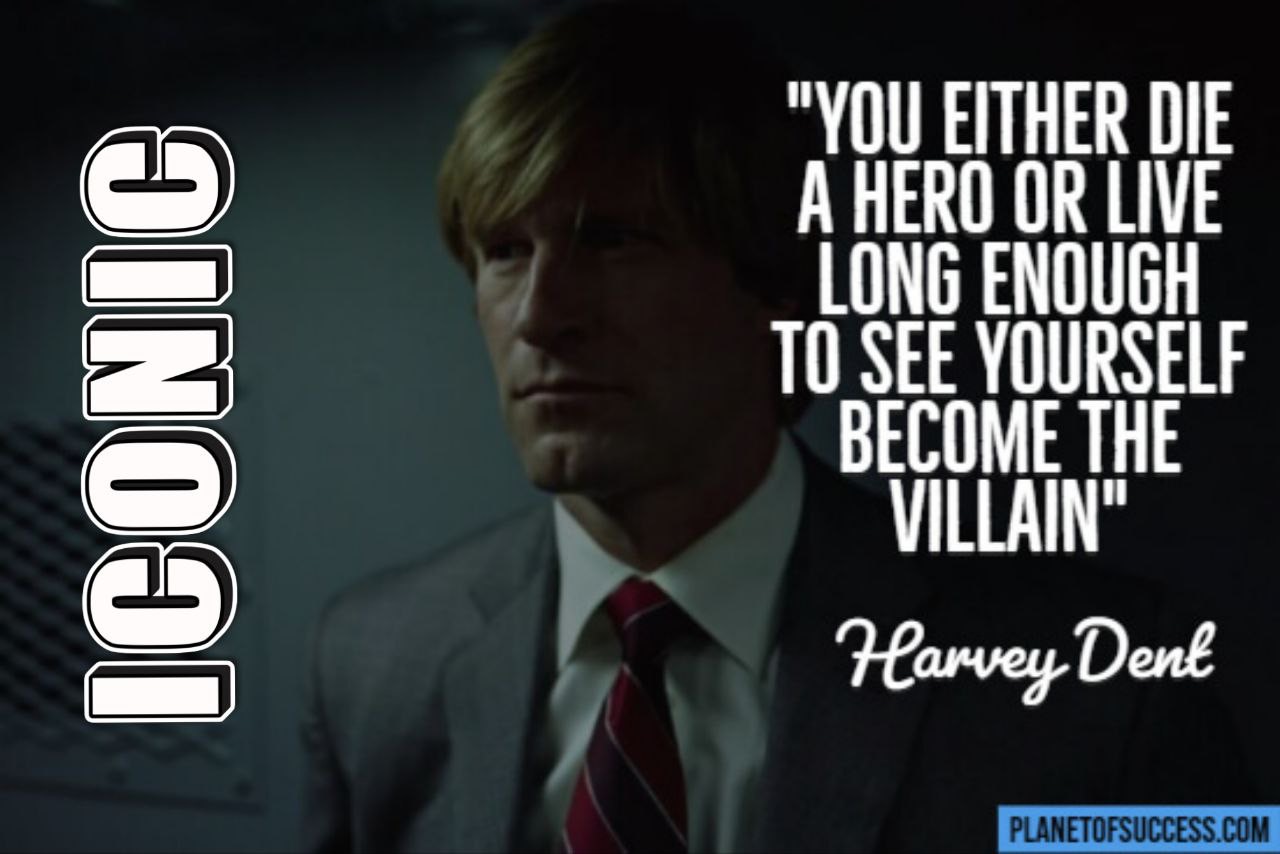 ICONIC
"YOU EITHER DIE
A HERO OR LIVE
LONG ENOUGH
TO SEE YOURSELF
BECOME THE
VILLAIN"
Harvey Dent
PLANETOFSUCCESS.COM